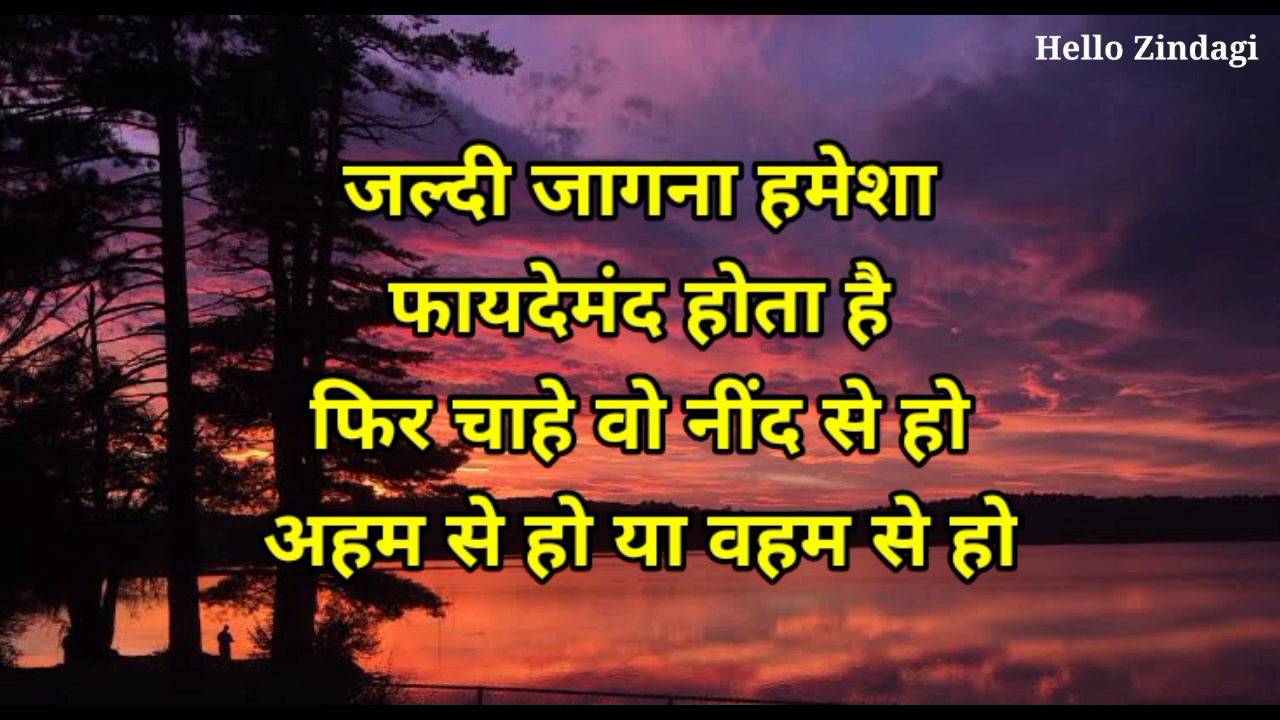 Hello Zindagi
जल्दी जागना हमेशा
फायदेमंद होता है
फिर चाहे वो नींद से हो
अहम से हो या वहम से हो